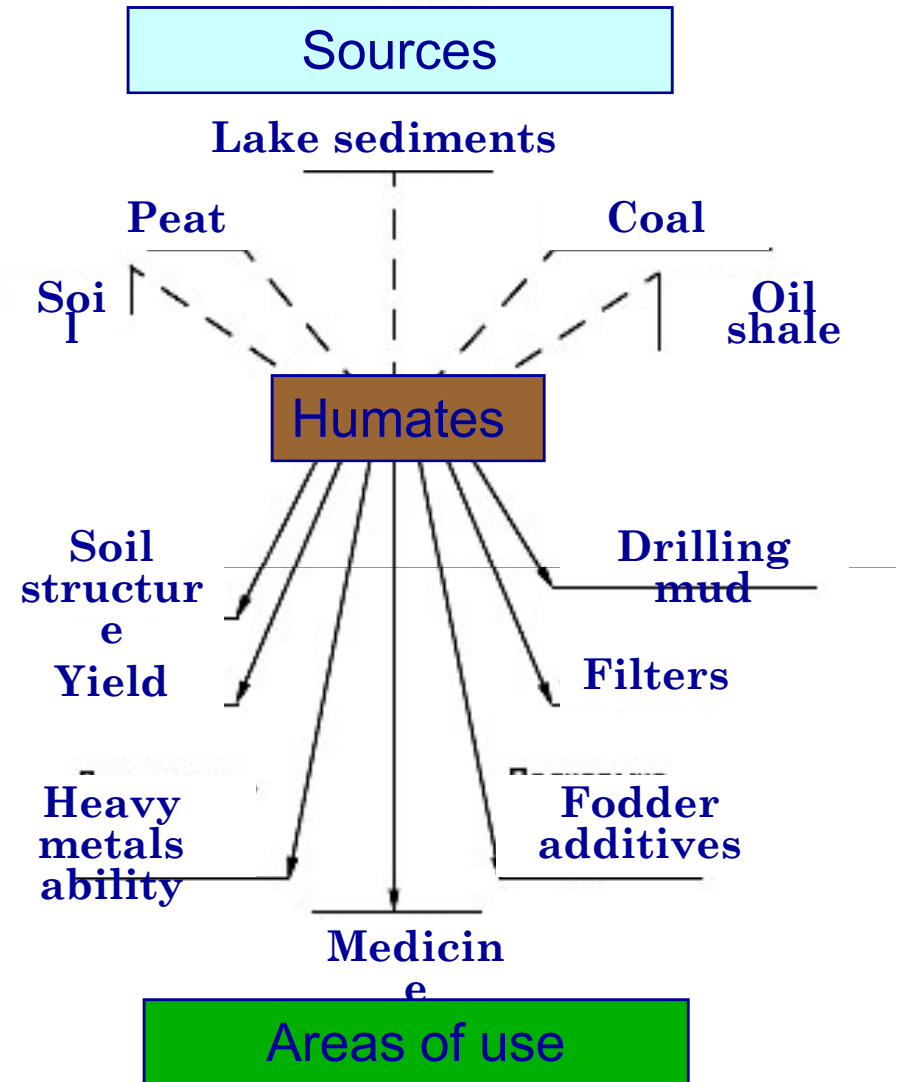 Sources
Lake sediments
Peat
Coal
Soi
l
Oil
shale
Humates
Soil
structur
e
Drilling
mud
Yield
Filters
Heavy
metals
ability
Fodder
additives
Medicin
e
Areas of use